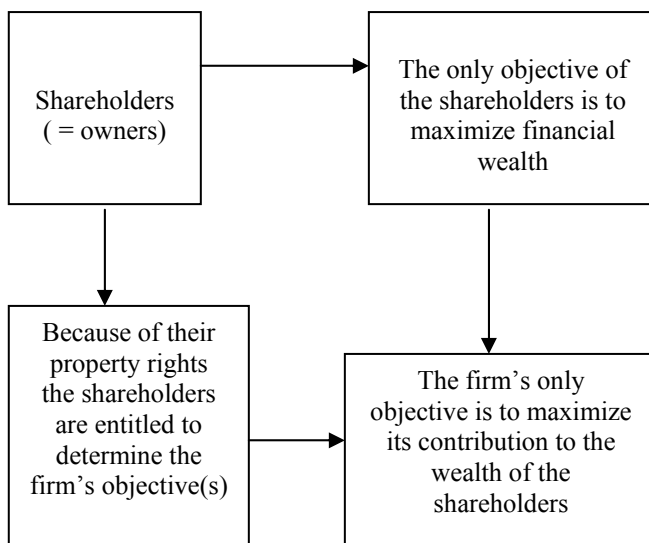 Shareholders
( = owners)
The only objective of
the shareholders is to
maximize financial
wealth
Because of their
property rights
the shareholders
are entitled to
determine the
firm's objective(s)
The firm's only
objective is to maximize
its contribution to the
wealth of the
shareholders